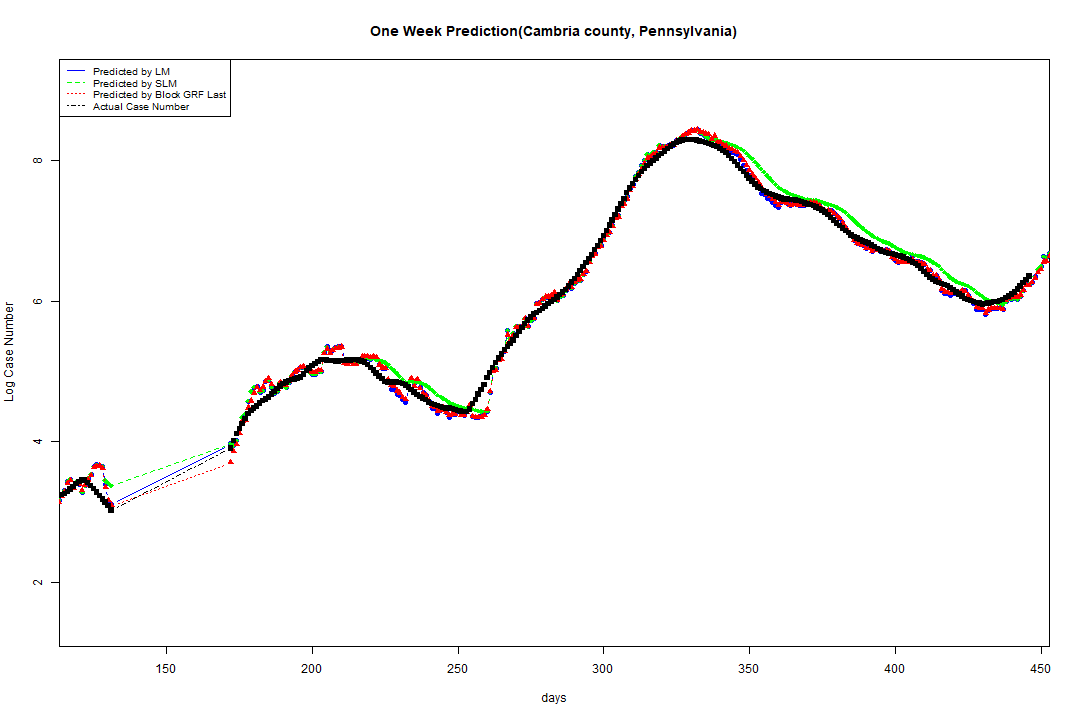 One Week Prediction(Cambria county, Pennsylvania)
Predicted by LM
Predicted by SLM
Predicted by Block GRF Last
Actual Case Number
8
6
4
2
Log Case Number
150 200 250 300 350 400 450
days